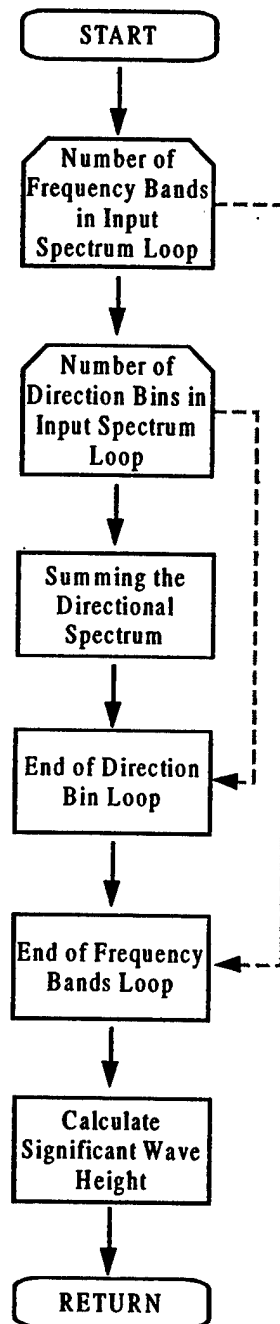 START
Number of
Frequency Bands
in Input
Spectrum Loop
Number of
Direction Bins in
Input Spectrum
Loop
Summing the
Directional
Spectrum
End of Direction
Bin Loop
End of Frequency
Bands Loop
Calculate
Significant Wave
Height
RETURN